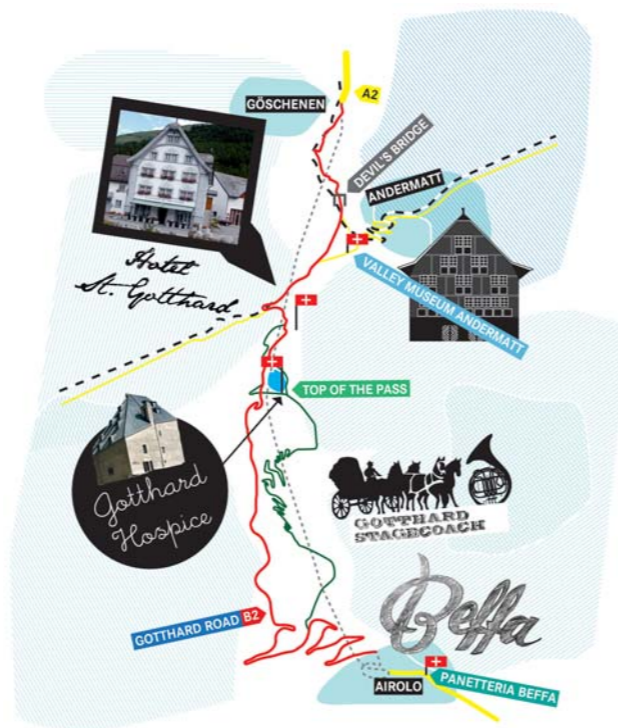 GÖSCHENEN
A2
DEVIL'S BRIDGE
ANDERMATT
Hotel
St. Gotthard
VALLEY MUSEUM ANDERMATT
TOP OF THE PASS
Gotthard
Hospice
GOTTHARD
STAGECOACH
Beffa
GOTTHARD ROAD B2
AIROLO
PANETTERIA BEFFA